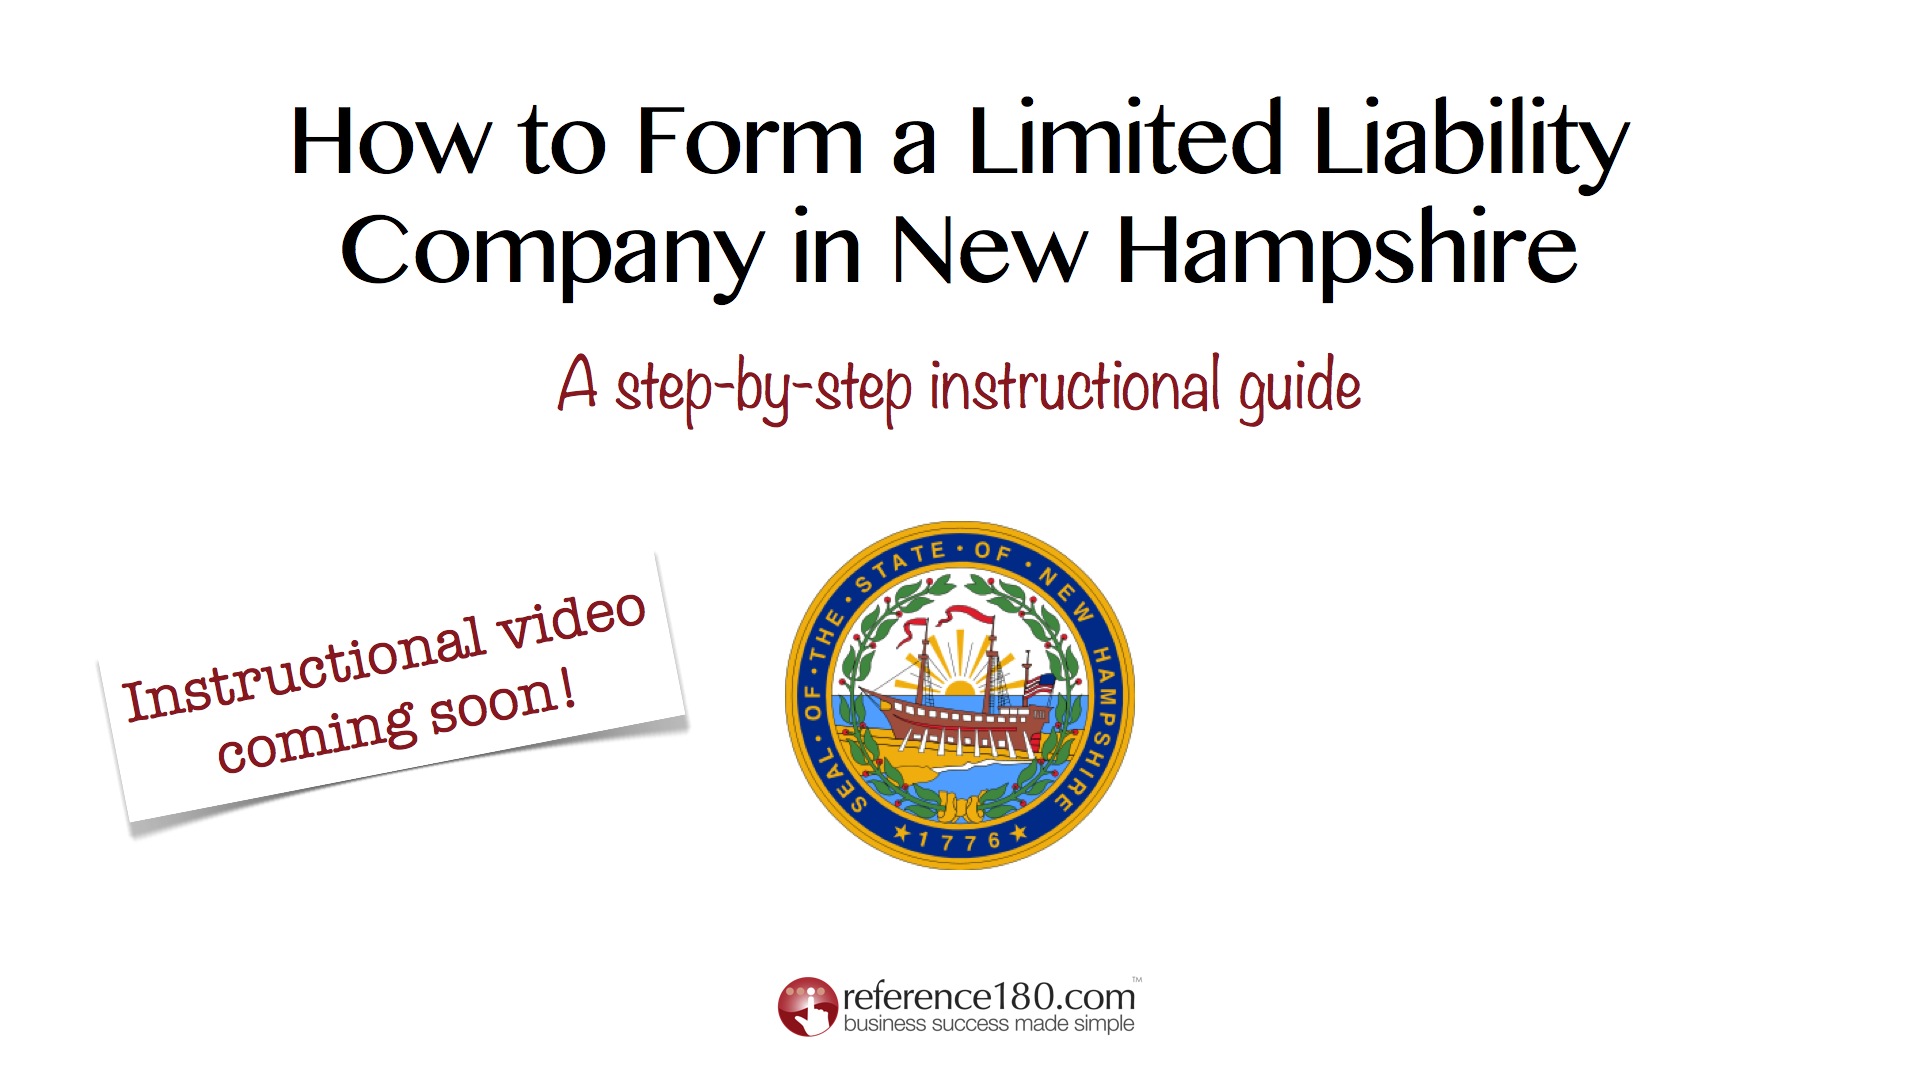 How to Form a Limited Liability
Company in New Hampshire
A step-by-step instructional guide
Instructional video
coming soon!
SEAL · OF · THE · STATE · OF · NEW HAMPSHIRE
★ 1776 ★
reference180.com™
business success made simple